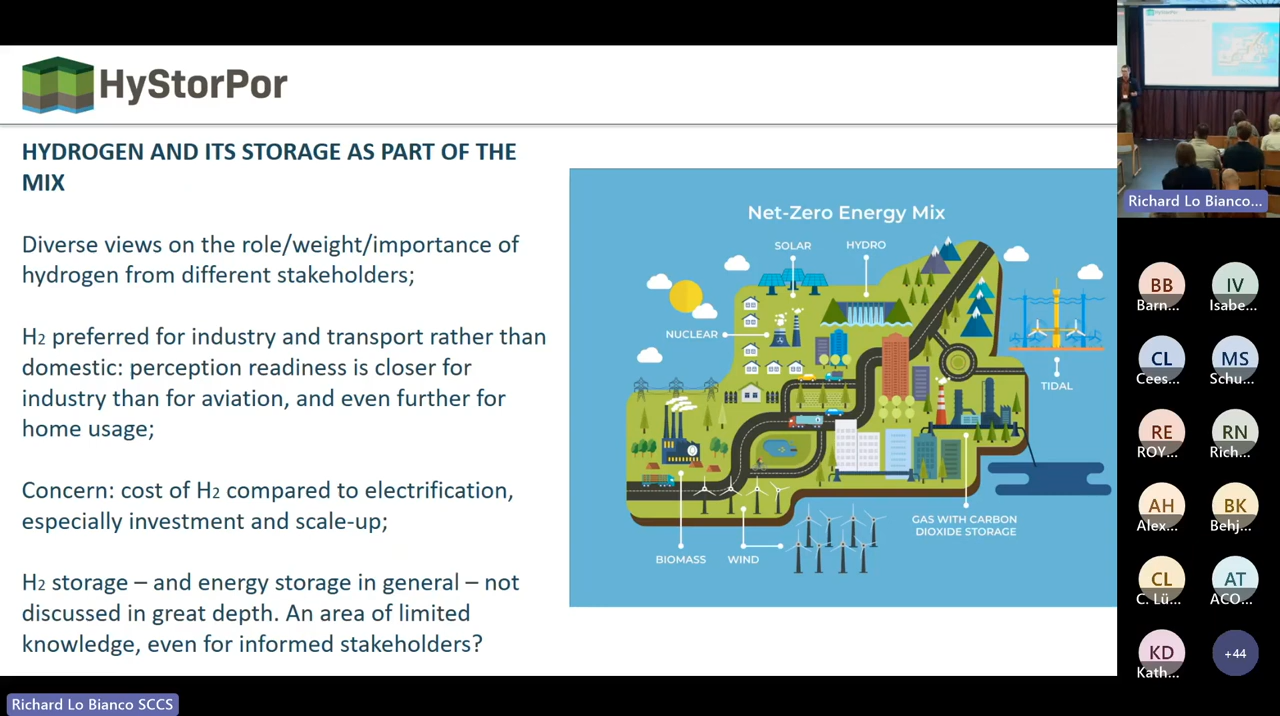 HyStorPor
HYDROGEN AND ITS STORAGE AS PART OF THE
MIX
Diverse views on the role/weight/importance of
hydrogen from different stakeholders;
H2 preferred for industry and transport rather than
domestic: perception readiness is closer for
industry than for aviation, and even further for
home usage;
Concern: cost of H2 compared to electrification,
especially investment and scale-up;
H2 storage – and energy storage in general – not
discussed in great depth. An area of limited
knowledge, even for informed stakeholders?
Net-Zero Energy Mix
SOLAR
HYDRO
NUCLEAR
TIDAL
GAS WITH CARBON
DIOXIDE STORAGE
BIOMASS
WIND
Richard Lo Bianco...
BB
Barn...
IV
Isabe...
CL
Cees...
MS
Schu...
RE
ROY...
RN
Rich...
AH
Alex...
BK
Behj...
CL
C. Lü...
AT
ACO...
KD
Kath...
+44
Richard Lo Bianco SCCS